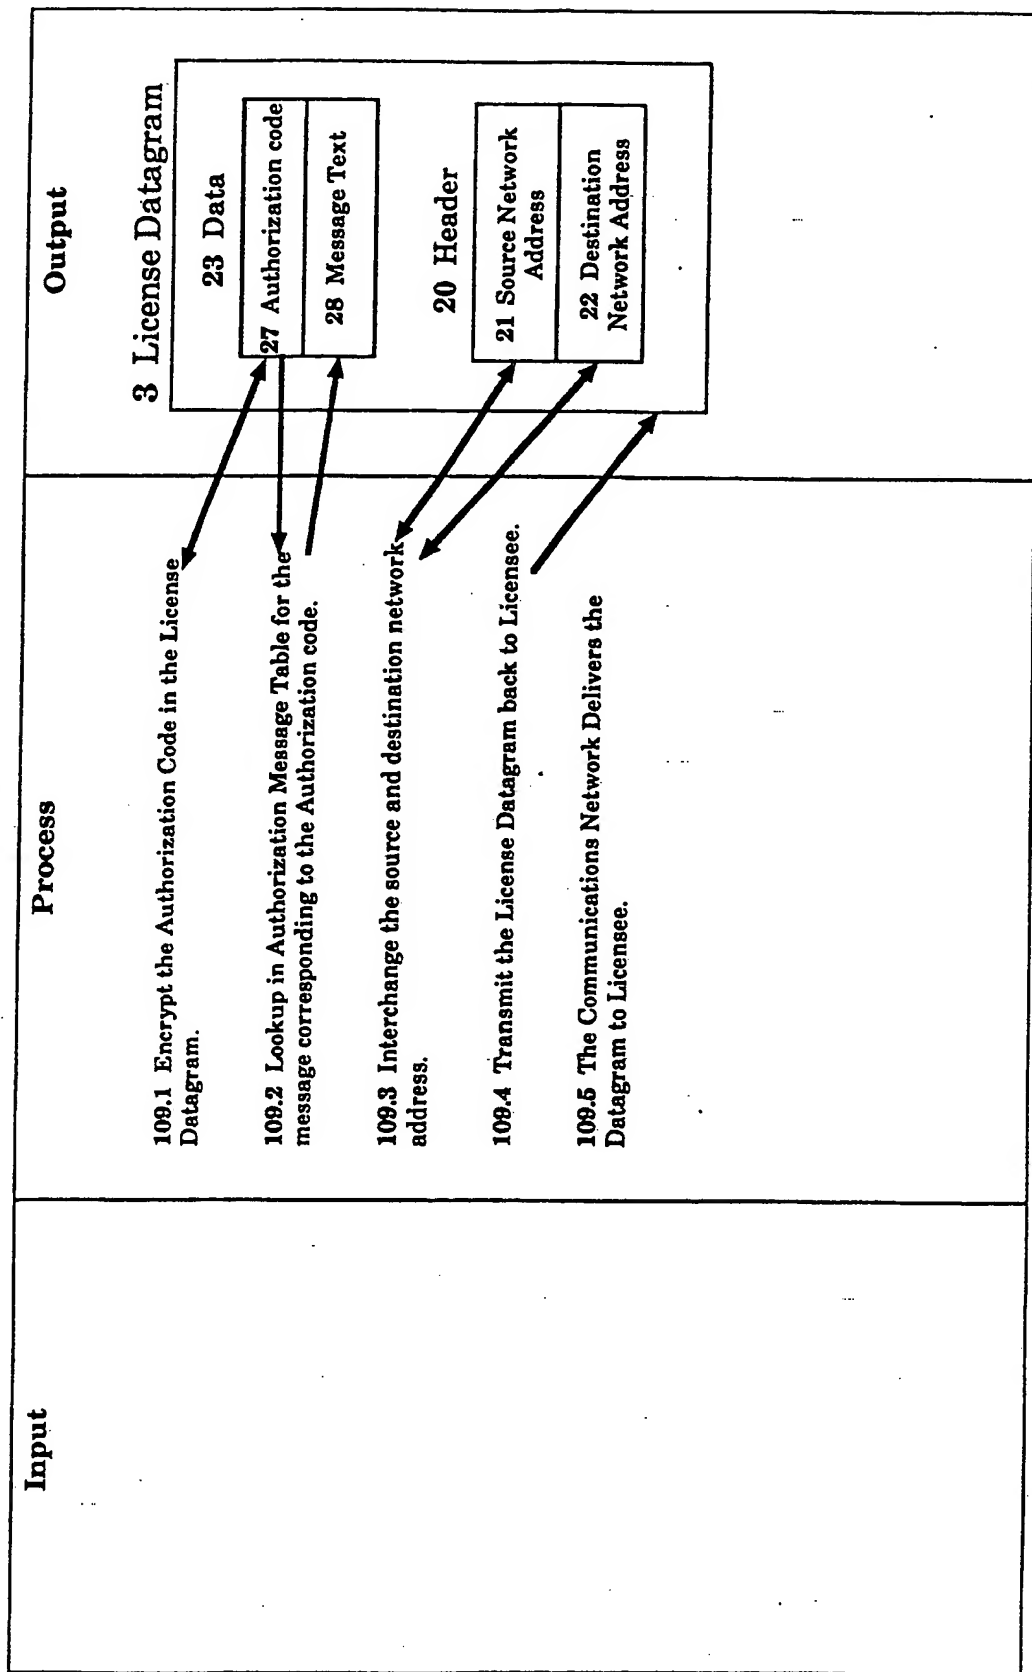 Input
Process
Output
109.1 Encrypt the Authorization Code in the License
Datagram.
109.2 Lookup in Authorization Message Table for the
message corresponding to the Authorization code.
109.3 Interchange the source and destination network
address.
109.4 Transmit the License Datagram back to Licensee.
109.5 The Communications Network Delivers the
Datagram to Licensee.
3 License Datagram
23 Data
27 Authorization code
28 Message Text
20 Header
21 Source Network
Address
22 Destination
Network Address